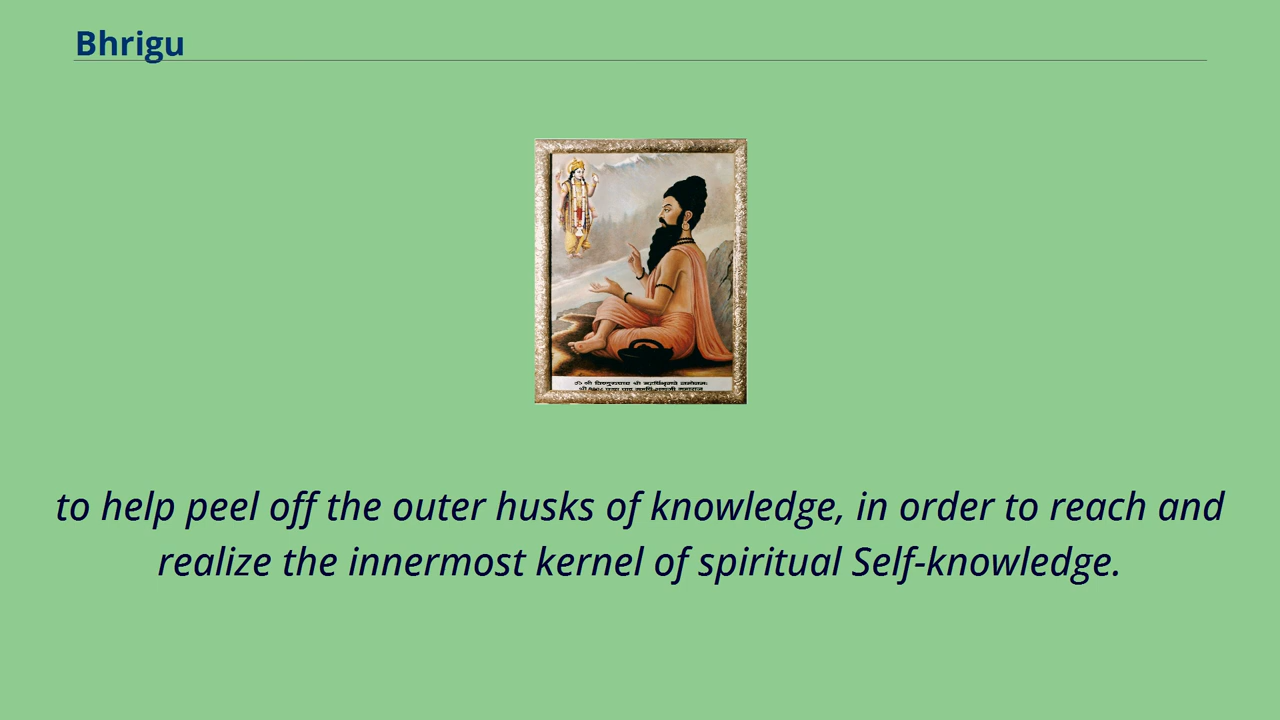 Bhrigu
ॐ श्री
श्री
to help peel off the outer husks of knowledge, in order to reach and
realize the innermost kernel of spiritual Self-knowledge.